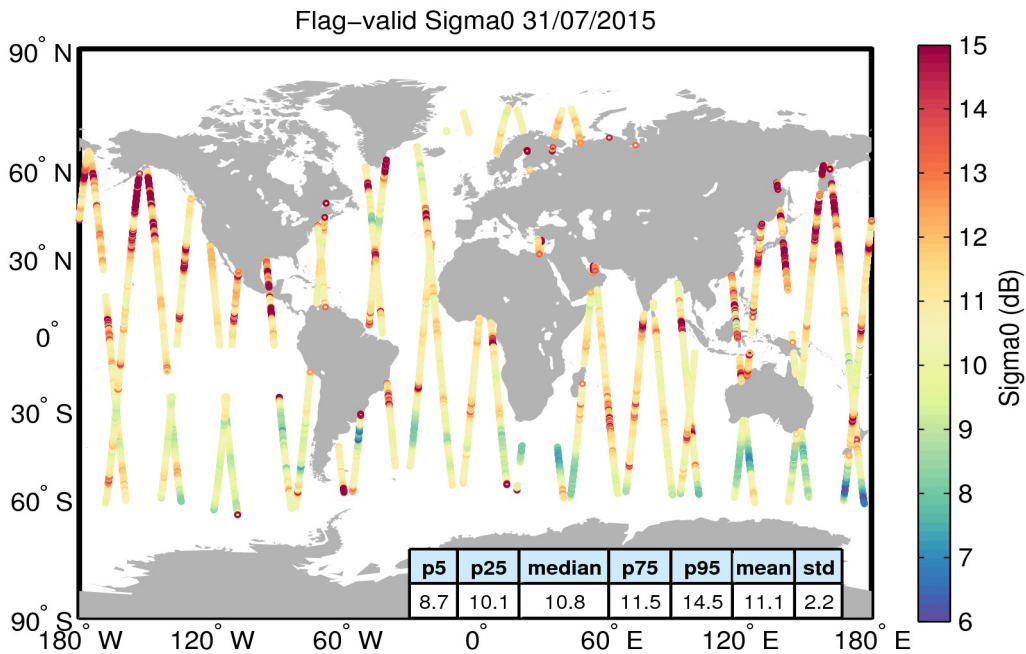 Flag−valid Sigma0 31/07/2015
90° N
60° N
30° N
0°
30° S
60° S
90° S
180° W
120° W
60° W
0°
60° E
120° E
180° E
p5 p25 median p75 p95 mean std
8.7 10.1 10.8 11.5 14.5 11.1 2.2
15
14
13
12
11
10
9
8
7
6
Sigma0 (dB)